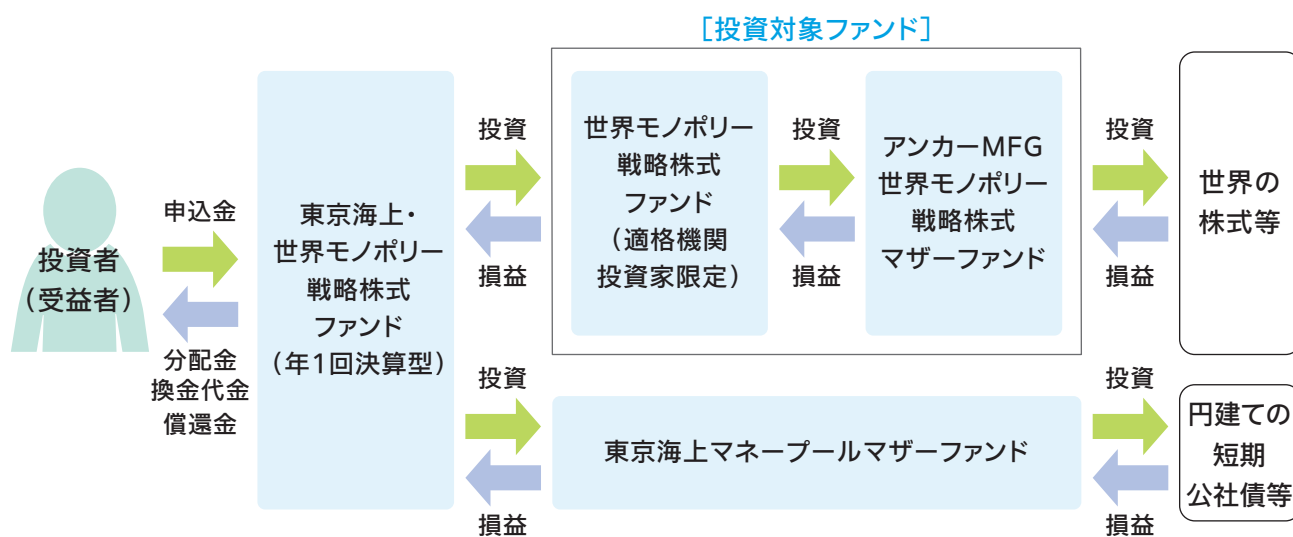 ［投資対象ファンド］
投資者
（受益者）
申込金
分配金
換金代金
償還金
東京海上・
世界モノポリー
戦略株式
ファンド
（年1回決算型）
投資
損益
世界モノポリー
戦略株式
ファンド
（適格機関
投資家限定）
投資
損益
アンカーMFG
世界モノポリー
戦略株式
マザーファンド
投資
損益
世界の
株式等
投資
損益
東京海上マネープールマザーファンド
投資
損益
円建ての
短期
公社債等